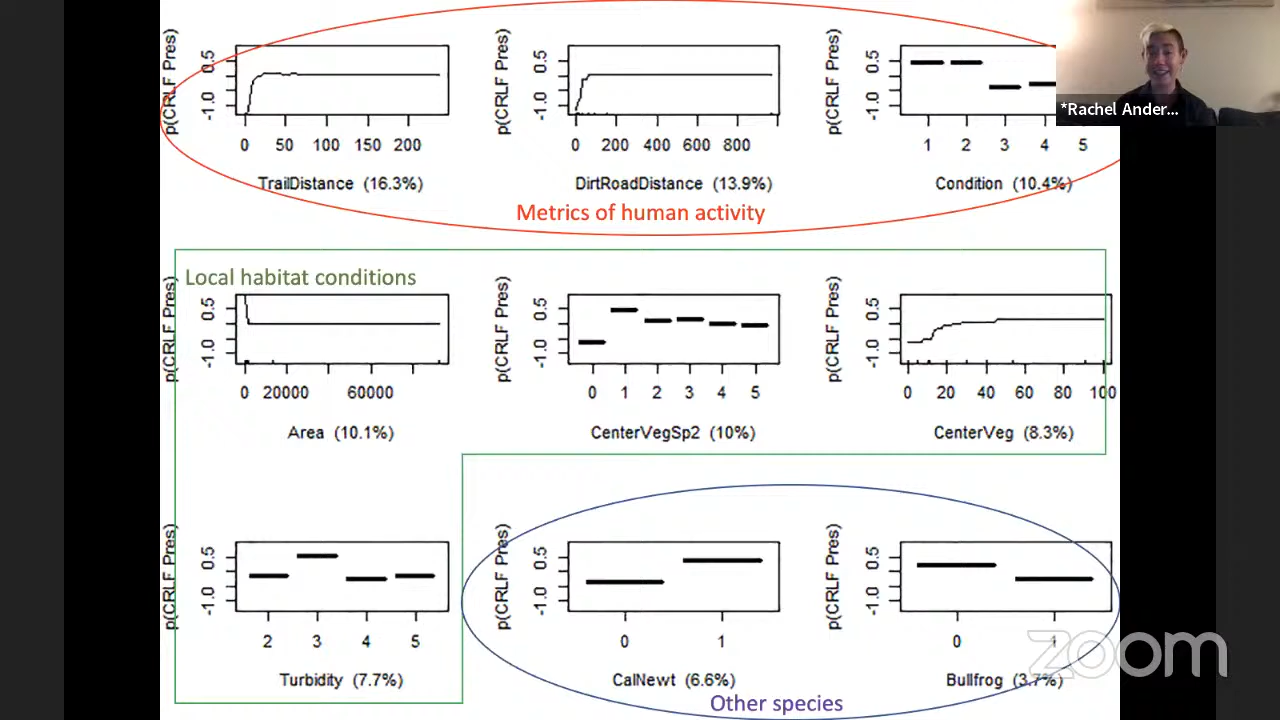 p(CRLF Pres)
0.5
-1.0
0 50 100 150 200
TrailDistance (16.3%)
p(CRLF Pres)
0.5
-1.0
0 200 400 600 800
DirtRoadDistance (13.9%)
p(CRLF Pres)
0.5
-1.0
1 2 3 4 5
Condition (10.4%)
*Rachel Ander...
Metrics of human activity
Local habitat conditions
p(CRLF Pres)
0.5
-1.0
0 20000 60000
Area (10.1%)
p(CRLF Pres)
0.5
-1.0
0 1 2 3 4 5
CenterVegSp2 (10%)
p(CRLF Pres)
0.5
-1.0
0 20 40 60 80 100
CenterVeg (8.3%)
p(CRLF Pres)
0.5
-1.0
2 3 4 5
Turbidity (7.7%)
p(CRLF Pres)
0.5
-1.0
0 1
CalNewt (6.6%)
p(CRLF Pres)
0.5
-1.0
0 1
Bullfrog (3.7%)
Other species
zoom